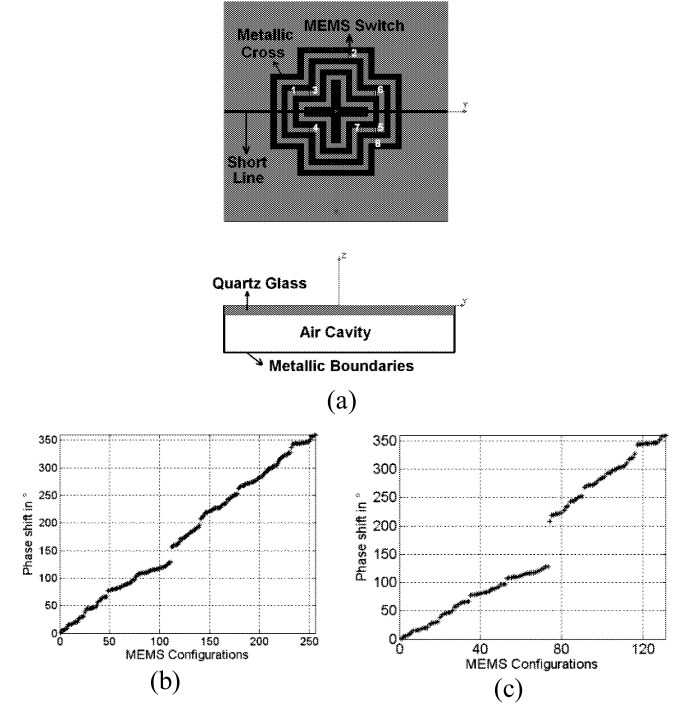 MEMS Switch
Metallic
Cross
2
1
3
6
Y
4
7
5
8
Short
Line
Z
Quartz Glass
Y
Air Cavity
Metallic Boundaries
(a)
350
300
250
200
150
100
50
0
0 50 100 150 200 250
Phase shift in °
MEMS Configurations
(b)
350
300
250
200
150
100
50
0
0 40 80 120
Phase shift in °
MEMS Configurations
(c)